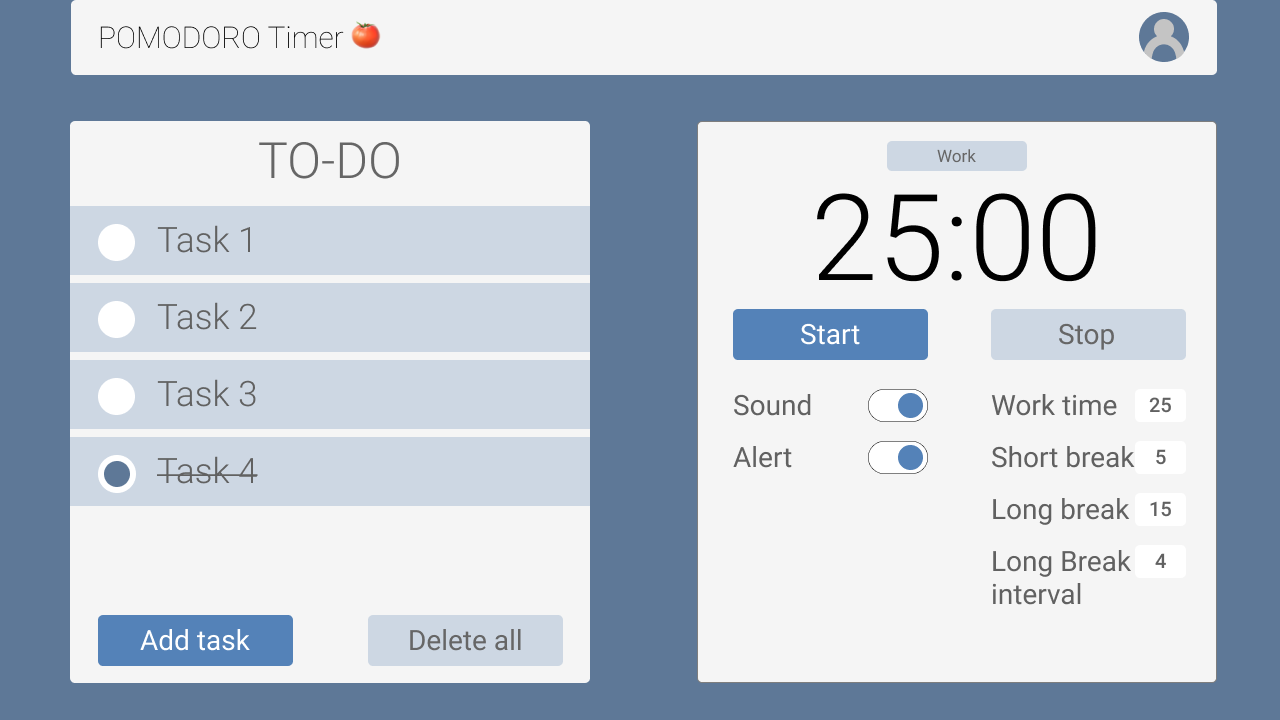 POMODORO Timer 🍅
TO-DO
Task 1
Task 2
Task 3
Task 4
Add task
Delete all
Work
25:00
Start
Stop
Sound
Alert
Work time 25
Short break 5
Long break 15
Long Break 4
interval